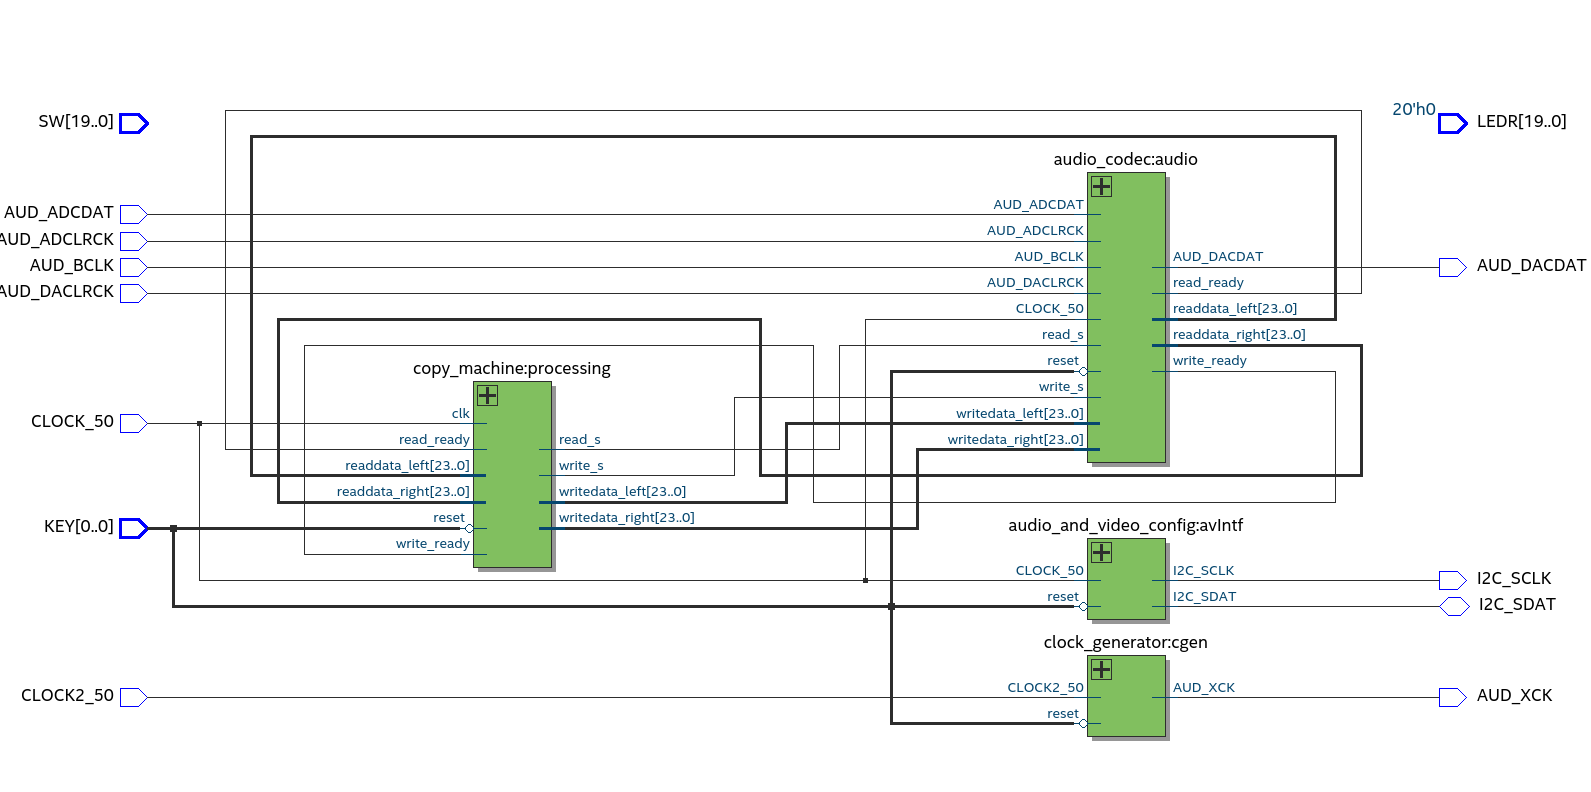 20'h0
SW[19..0]
LEDR[19..0]
audio_codec:audio
AUD_ADCDAT
AUD_ADCDAT
AUD_ADCLRCK
AUD_ADCLRCK
AUD_BCLK
AUD_BCLK
AUD_DACDAT
AUD_DACDAT
AUD_DACLRCK
AUD_DACLRCK
read_ready
CLOCK_50
readdata_left[23..0]
read_s
readdata_right[23..0]
reset
write_ready
copy_machine:processing
write_s
CLOCK_50
clk
writedata_left[23..0]
read_ready
read_s
writedata_right[23..0]
readdata_left[23..0]
write_s
readdata_right[23..0]
writedata_left[23..0]
KEY[0..0]
reset
writedata_right[23..0]
audio_and_video_config:avIntf
write_ready
CLOCK_50
I2C_SCLK
I2C_SCLK
reset
I2C_SDAT
I2C_SDAT
clock_generator:cgen
CLOCK2_50
CLOCK2_50
AUD_XCK
AUD_XCK
reset